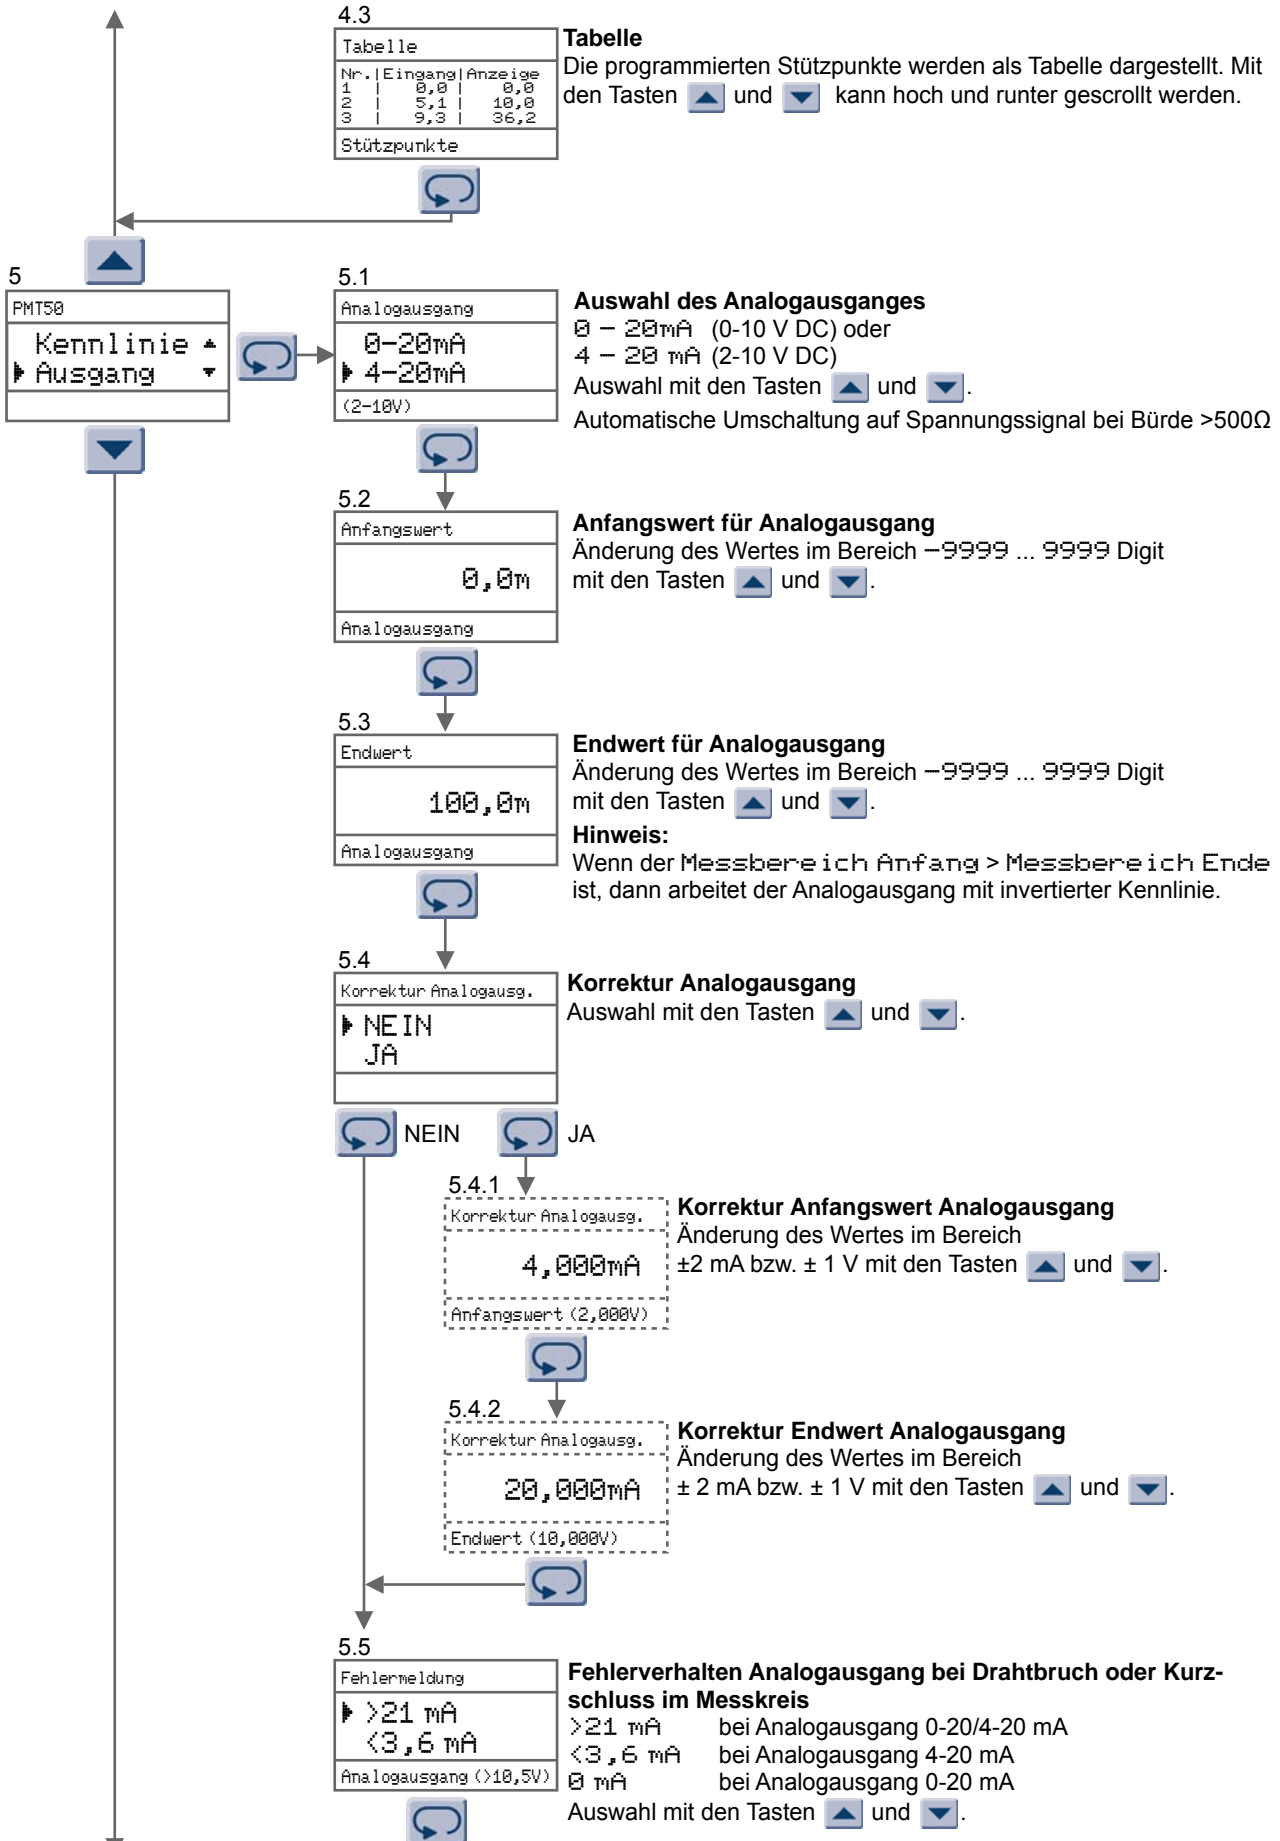 4.3
Tabelle
Nr.|Eingang|Anzeige
1 | 0,0 | 0,0
2 | 5,1 | 10,0
3 | 9,3 | 36,2
Stützpunkte
Tabelle
Die programmierten Stützpunkte werden als Tabelle dargestellt. Mit
den Tasten und kann hoch und runter gescrollt werden.
5
PMT50
Kennlinie
Ausgang
5.1
Analogausgang
0-20mA
4-20mA
(2-10V)
Auswahl des Analogausganges
0 - 20mA (0-10 V DC) oder
4 - 20 mA (2-10 V DC)
Auswahl mit den Tasten und .
Automatische Umschaltung auf Spannungssignal bei Bürde >500Ω
5.2
Anfangswert
0,0m
Analogausgang
Anfangswert für Analogausgang
Änderung des Wertes im Bereich -9999 ... 9999 Digit
mit den Tasten und .
5.3
Endwert
100,0m
Analogausgang
Endwert für Analogausgang
Änderung des Wertes im Bereich -9999 ... 9999 Digit
mit den Tasten und .
Hinweis:
Wenn der Messbereich Anfang > Messbereich Ende
ist, dann arbeitet der Analogausgang mit invertierter Kennlinie.
5.4
Korrektur Analogausg.
NEIN
JA
Korrektur Analogausgang
Auswahl mit den Tasten und .
NEIN JA
5.4.1
Korrektur Analogausg.
4,000mA
Anfangswert (2,000V)
Korrektur Anfangswert Analogausgang
Änderung des Wertes im Bereich
±2 mA bzw. ± 1 V mit den Tasten und .
5.4.2
Korrektur Analogausg.
20,000mA
Endwert (10,000V)
Korrektur Endwert Analogausgang
Änderung des Wertes im Bereich
± 2 mA bzw. ± 1 V mit den Tasten und .
5.5
Fehlermeldung
>21 mA
<3,6 mA
Analogausgang (>10,5V)
Fehlerverhalten Analogausgang bei Drahtbruch oder Kurz-
schluss im Messkreis
>21 mA bei Analogausgang 0-20/4-20 mA
<3,6 mA bei Analogausgang 4-20 mA
0 mA bei Analogausgang 0-20 mA
Auswahl mit den Tasten und .